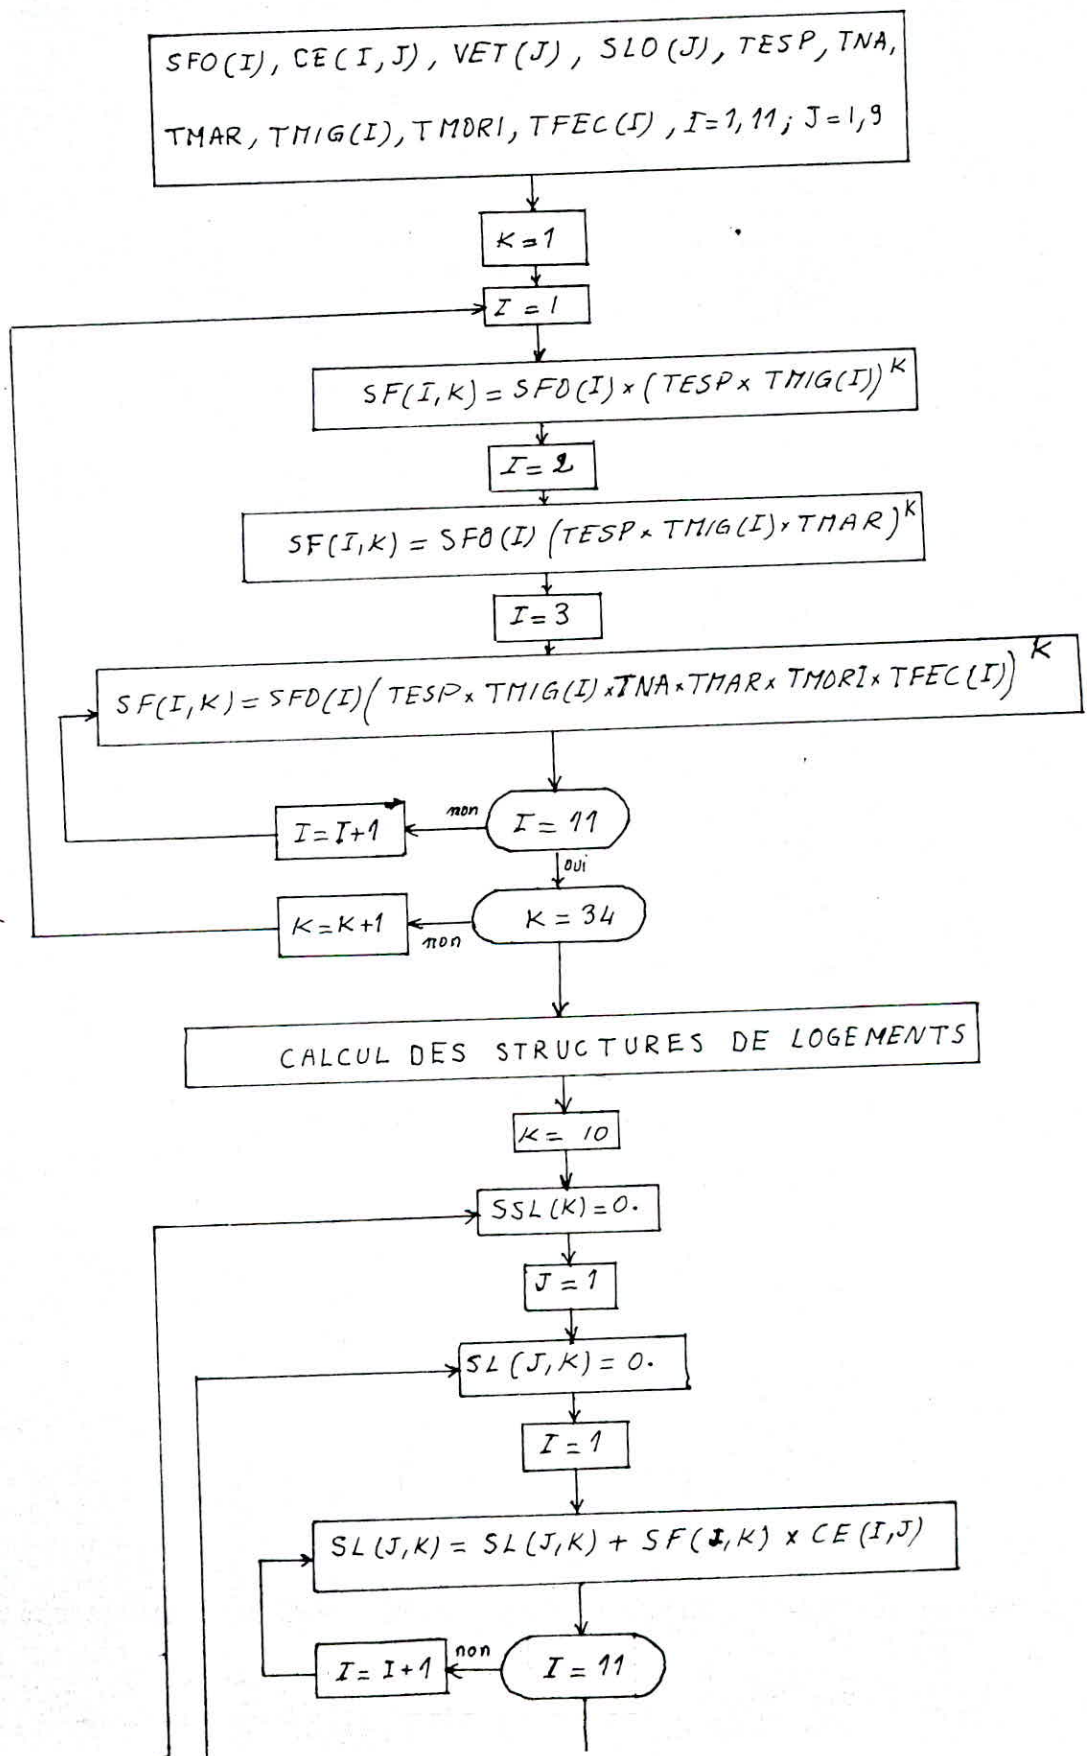 SFO(I), CE(I,J), VET(J), SLO(J), TESP, TNA,
TMAR, TMIG(I), TMORI, TFEC(I), I=1,11; J=1,9
K=1
I=1
SF(I,K) = SFO(I) × (TESP × TMIG(I))^K
I=2
SF(I,K) = SFO(I) (TESP × TMIG(I) × TMAR)^K
I=3
SF(I,K) = SFO(I) (TESP × TMIG(I) × TNA × TMAR × TMORI × TFEC(I))^K
I=I+1 non I=11
oui
K=K+1 non K=34
CALCUL DES STRUCTURES DE LOGEMENTS
K= 10
SSL(K)=0.
J=1
SL(J,K)=0.
I=1
SL(J,K) = SL(J,K) + SF(I,K) × CE(I,J)
I=I+1 non I=11